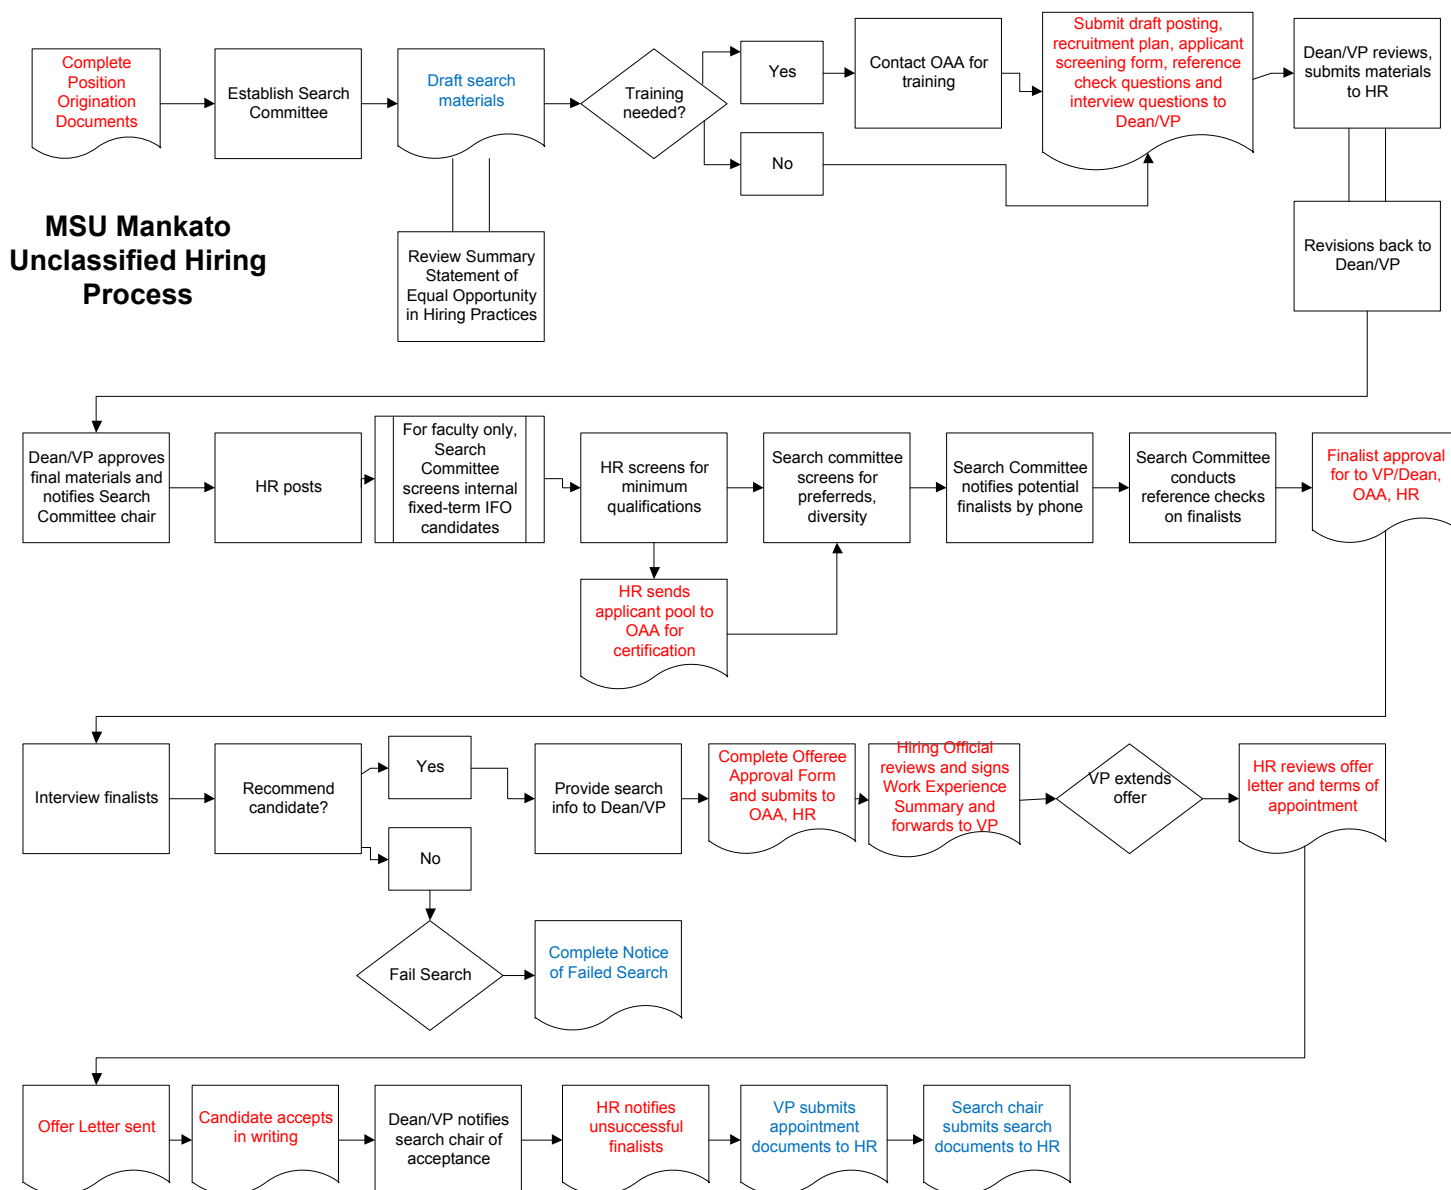 Complete
Position
Origination
Documents
Establish Search
Committee
Draft search
materials
Training
needed?
Yes
No
Contact OAA for
training
Submit draft posting,
recruitment plan, applicant
screening form, reference
check questions and
interview questions to
Dean/VP
Dean/VP reviews,
submits materials
to HR
MSU Mankato
Unclassified Hiring
Process
Review Summary
Statement of
Equal Opportunity
in Hiring Practices
Revisions back to
Dean/VP
Dean/VP approves
final materials and
notifies Search
Committee chair
HR posts
For faculty only,
Search
Committee
screens internal
fixed-term IFO
candidates
HR screens for
minimum
qualifications
Search committee
screens for
preferreds,
diversity
Search Committee
notifies potential
finalists by phone
Search Committee
conducts
reference checks
on finalists
Finalist approval
for to VP/Dean,
OAA, HR
HR sends
applicant pool to
OAA for
certification
Interview finalists
Recommend
candidate?
Yes
No
Provide search
info to Dean/VP
Complete Offeree
Approval Form
and submits to
OAA, HR
Hiring Official
reviews and signs
Work Experience
Summary and
forwards to VP
VP extends
offer
HR reviews offer
letter and terms of
appointment
Fail Search
Complete Notice
of Failed Search
Offer Letter sent
Candidate accepts
in writing
Dean/VP notifies
search chair of
acceptance
HR notifies
unsuccessful
finalists
VP submits
appointment
documents to HR
Search chair
submits search
documents to HR